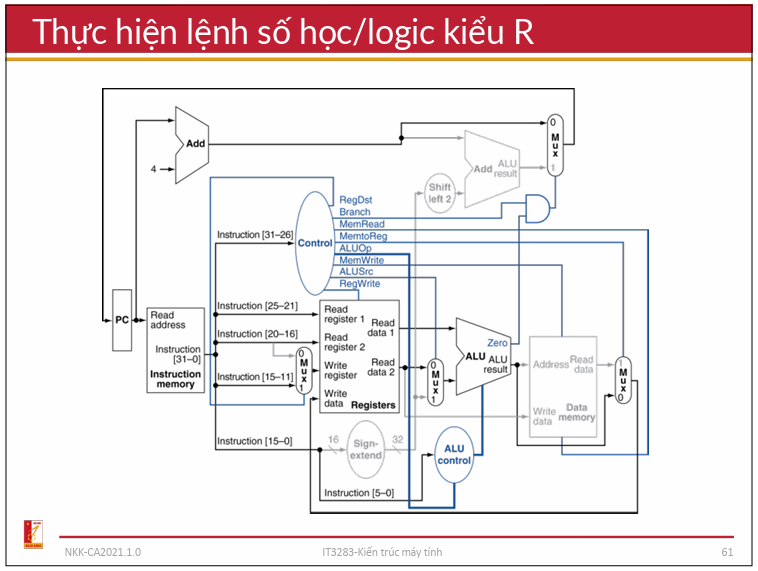 Thực hiện lệnh số học/logic kiểu R
Add
4
0
M
u
x
1
Add
ALU
result
Shift
left 2
RegDst
Branch
MemRead
MemtoReg
ALUOp
MemWrite
ALUSrc
RegWrite
Control
Instruction [31–26]
Instruction [25–21]
Instruction [20–16]
Instruction [15–11]
Instruction [15–0]
Instruction [5–0]
PC
Read
address
Instruction
[31–0]
Instruction
memory
0
M
u
x
1
Read
register 1
Read
register 2
Write
register
Write
data
Read
data 1
Read
data 2
Registers
0
M
u
x
1
Zero
ALU
ALU
result
Address
Read
data
Write
data
Data
memory
1
M
u
x
0
16
Sign-
extend
32
ALU
control
NKK-CA2021.1.0
IT3283-Kiến trúc máy tính
61